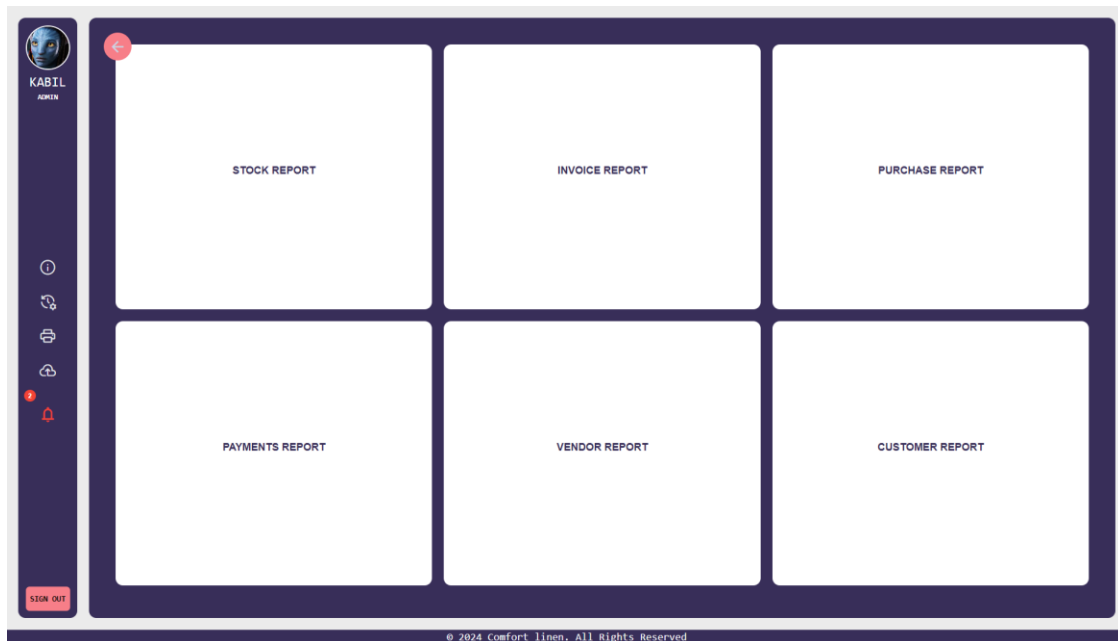 KABIL
ADMIN
2
SIGN OUT
STOCK REPORT
INVOICE REPORT
PURCHASE REPORT
PAYMENTS REPORT
VENDOR REPORT
CUSTOMER REPORT
© 2024 Comfort linen. All Rights Reserved